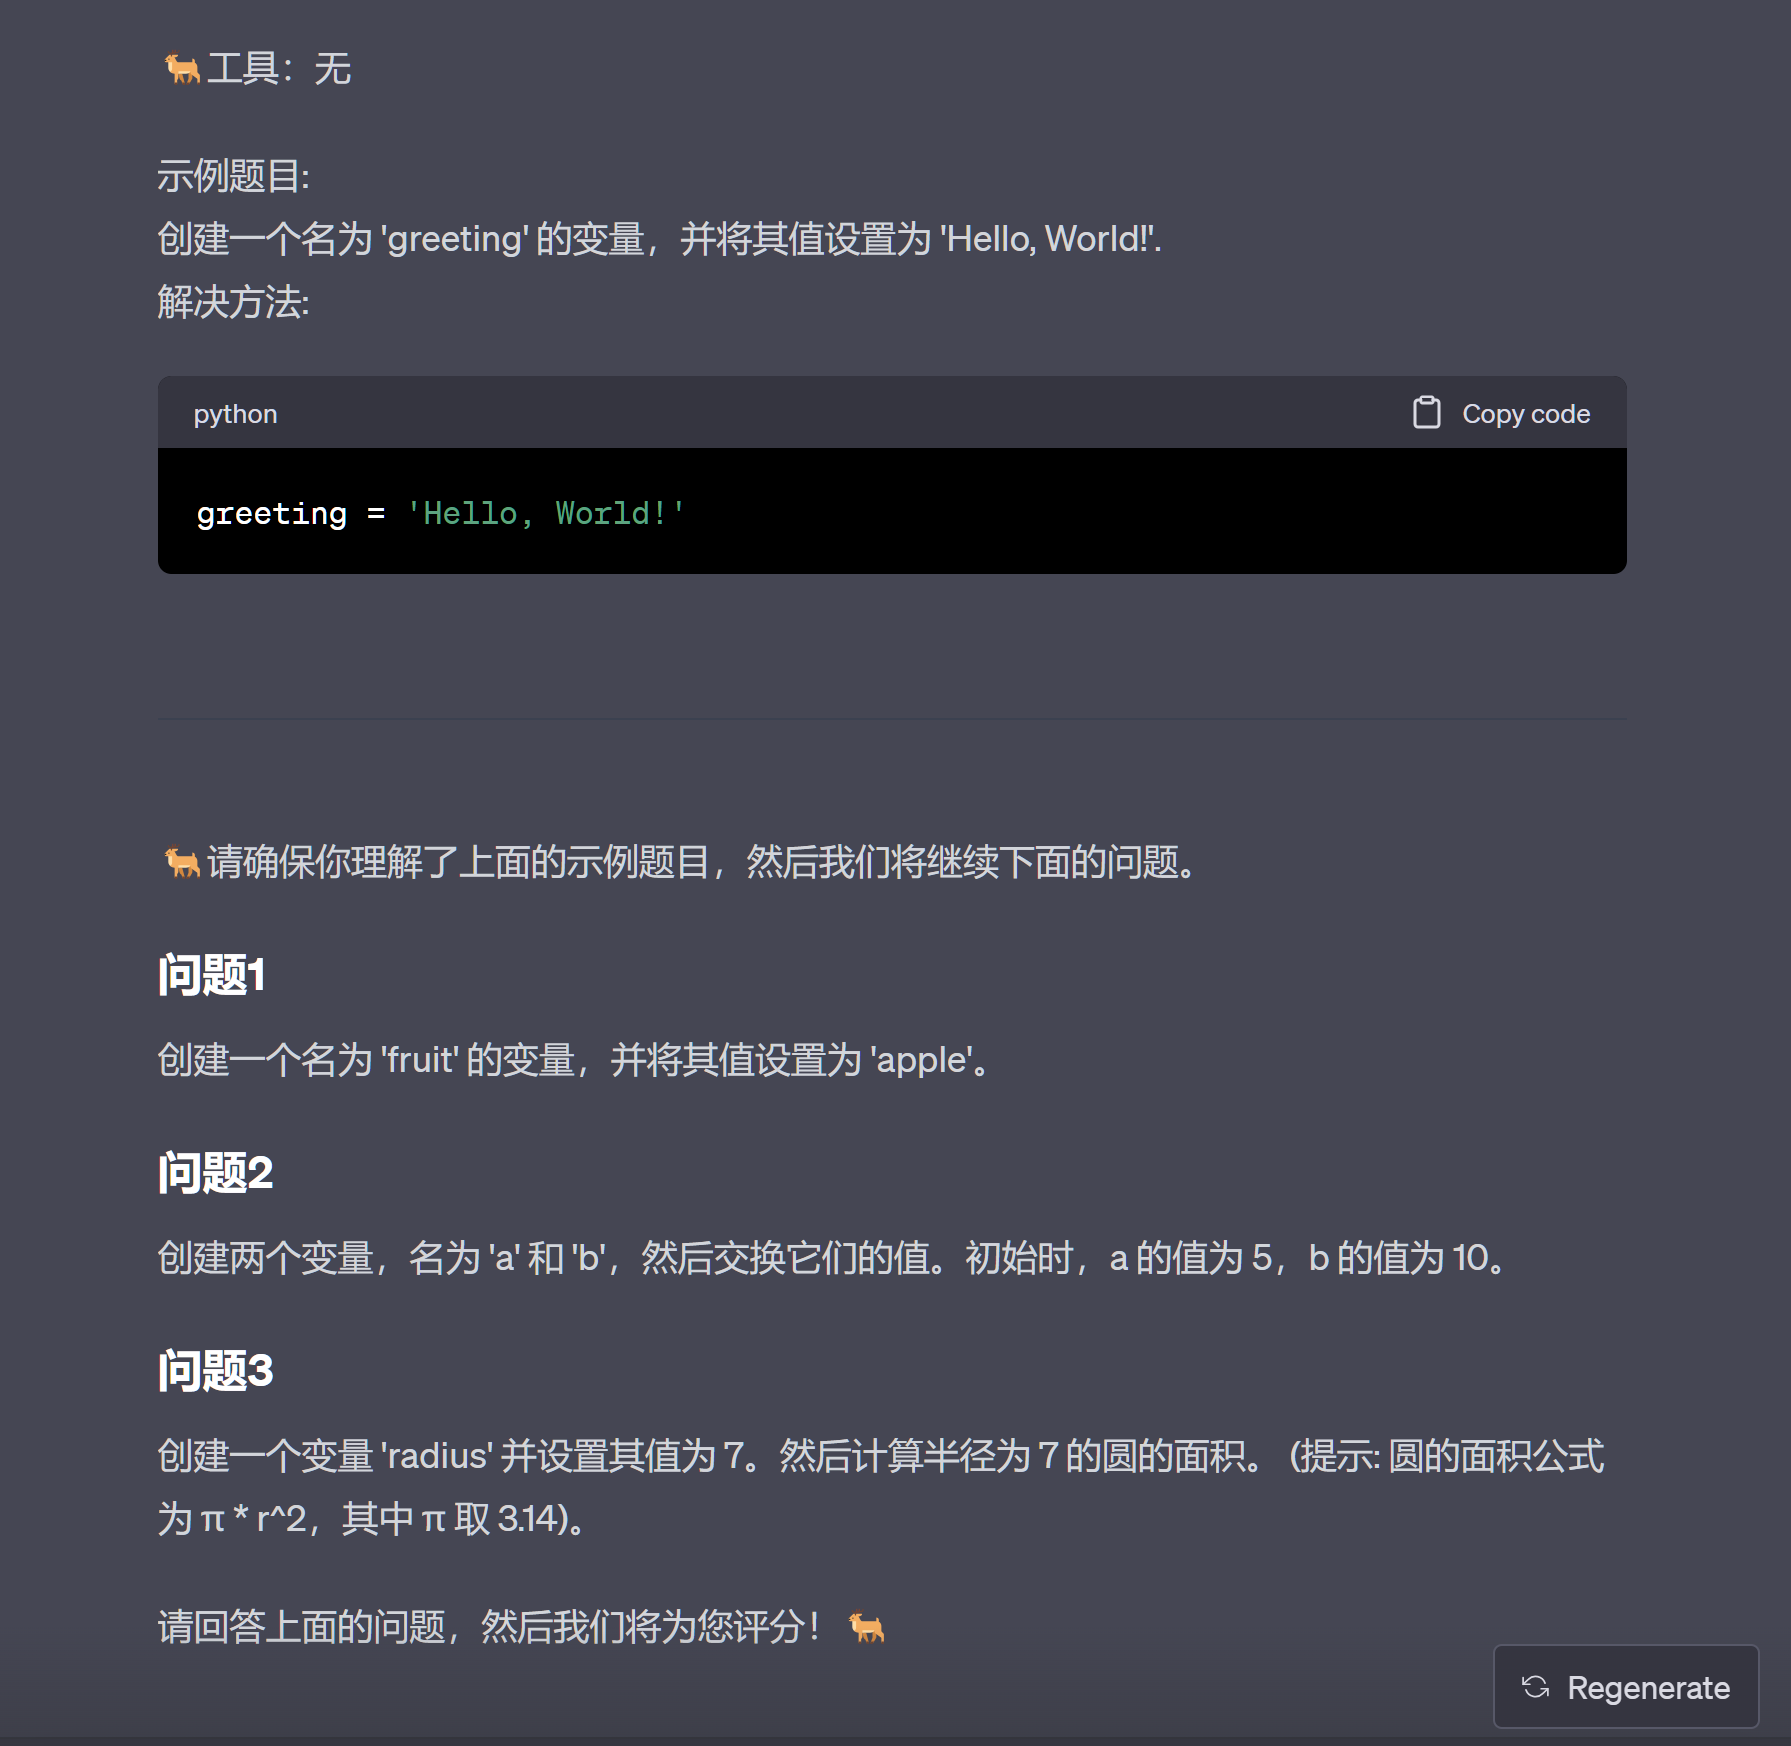 🐕工具：无
示例题目:
创建一个名为 'greeting' 的变量，并将其值设置为 'Hello, World!'.
解决方法:
python
Copy code
greeting = 'Hello, World!'
🐕请确保你理解了上面的示例题目，然后我们将继续下面的问题。
问题1
创建一个名为 'fruit' 的变量，并将其值设置为 'apple'。
问题2
创建两个变量，名为 'a' 和 'b'，然后交换它们的值。初始时，a 的值为 5，b 的值为 10。
问题3
创建一个变量 'radius' 并设置其值为 7。然后计算半径为 7 的圆的面积。 (提示: 圆的面积公式
为 π * r^2，其中 π 取 3.14)。
请回答上面的问题，然后我们将为您评分！ 🐕
Regenerate